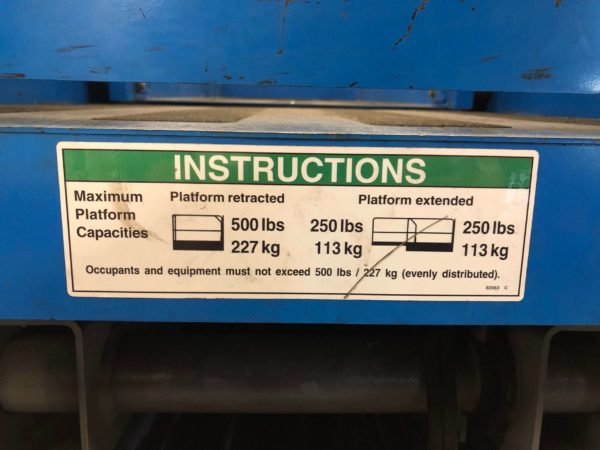 INSTRUCTIONS
Maximum Platform Capacities
Platform retracted
500 lbs
227 kg
Platform extended
250 lbs
113 kg
250 lbs
113 kg
Occupants and equipment must not exceed 500 lbs / 227 kg (evenly distributed).
82563 C